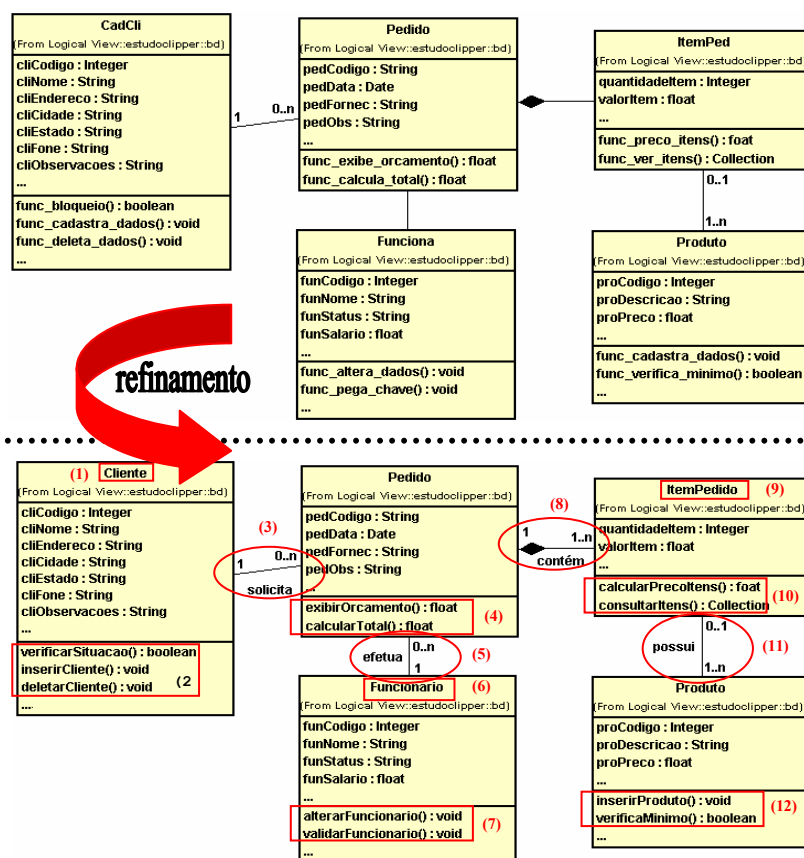 CadCli
(From Logical View::estudoclipper::bd)
cliCodigo : Integer
cliNome : String
cliEndereco : String
cliCidade : String
cliEstado : String
cliFone : String
cliObservacoes : String
...
func_bloqueio() : boolean
func_cadastra_dados() : void
func_deleta_dados() : void
...
1
0..n
Pedido
(From Logical View::estudoclipper::bd)
pedCodigo : String
pedData : Date
pedFornec : String
pedObs : String
...
func_exibe_orcamento() : float
func_calcula_total() : float
ItemPed
(From Logical View::estudoclipper::bd)
quantidadeItem : Integer
valorItem : float
...
func_preco_itens() : foat
func_ver_itens() : Collection
0..1
1..n
Funciona
(From Logical View::estudoclipper::bd)
funCodigo : Integer
funNome : String
funStatus : String
funSalario : float
...
func_altera_dados() : void
func_pega_chave() : void
...
Produto
(From Logical View::estudoclipper::bd)
proCodigo : Integer
proDescricao : String
proPreco : float
...
func_cadastra_dados() : void
func_verifica_minimo() : boolean
...
refinamento
(1) Cliente
(From Logical View::estudoclipper::bd)
cliCodigo : Integer
cliNome : String
cliEndereco : String
cliCidade : String
cliEstado : String
cliFone : String
cliObservacoes : String
...
verificarSituacao() : boolean
inserirCliente() : void
deletarCliente() : void (2
...
(3)
1
0..n
solicita
Pedido
(From Logical View::estudoclipper::bd)
pedCodigo : String
pedData : Date
pedFornec : String
pedObs : String
...
exibirOrcamento() : float
calcularTotal() : float
(4)
(8)
1
1..n
contém
ItemPedido (9)
(From Logical View::estudoclipper::bd)
quantidadeItem : Integer
valorItem : float
...
calcularPrecoItens() : foat
consultarItens() : Collection
(10)
efetua
0..n
1
(5)
0..1
possui
1..n
(11)
Funcionario (6)
(From Logical View::estudoclipper::bd)
funCodigo : Integer
funNome : String
funStatus : String
funSalario : float
...
alterarFuncionario() : void
validarFuncionario() : void
(7)
...
Produto
(From Logical View::estudoclipper::bd)
proCodigo : Integer
proDescricao : String
proPreco : float
...
inserirProduto() : void
verificaMinimo() : boolean
(12)
...